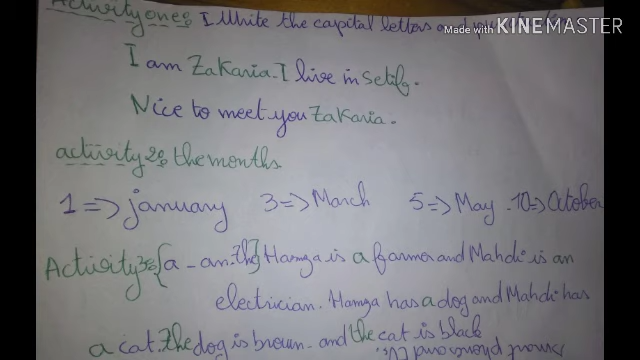 Activity one: I Write the capital letters and
Made with KINEMASTER
I am Zakaria. I live in Setif.
Nice to meet you Zakaria.
activity 2: the months.
1 => january 3 => March 5 => May. 10 => October
Activity 3: [a - an. the] Hamza is a farmer and Mahdi is an
electrician. Hamza has a dog and Mahdi has
a cat. the dog is brown. and the cat is black